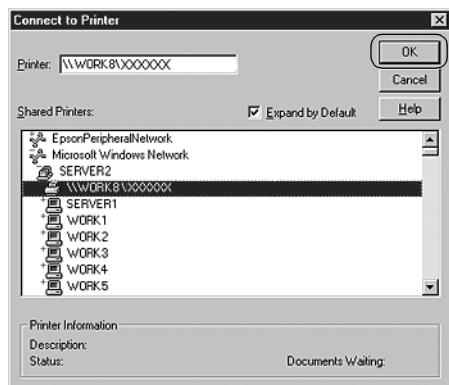 Connect to Printer
Printer: \\WORK8\XXXXXX
OK
Cancel
Help
Shared Printers:
Expand by Default
EpsonPeripheralNetwork
Microsoft Windows Network
SERVER2
\\WORK8\XXXXXX
SERVER1
WORK1
WORK2
WORK3
WORK4
WORK5
Printer Information
Description:
Status:
Documents Waiting: